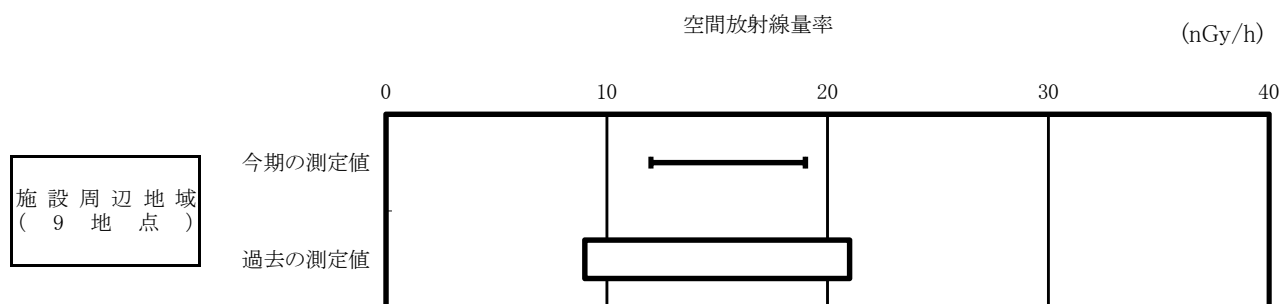 空間放射線量率
(nGy/h)
0 10 20 30 40
今期の測定値
施設周辺地域
(9地点)
過去の測定値